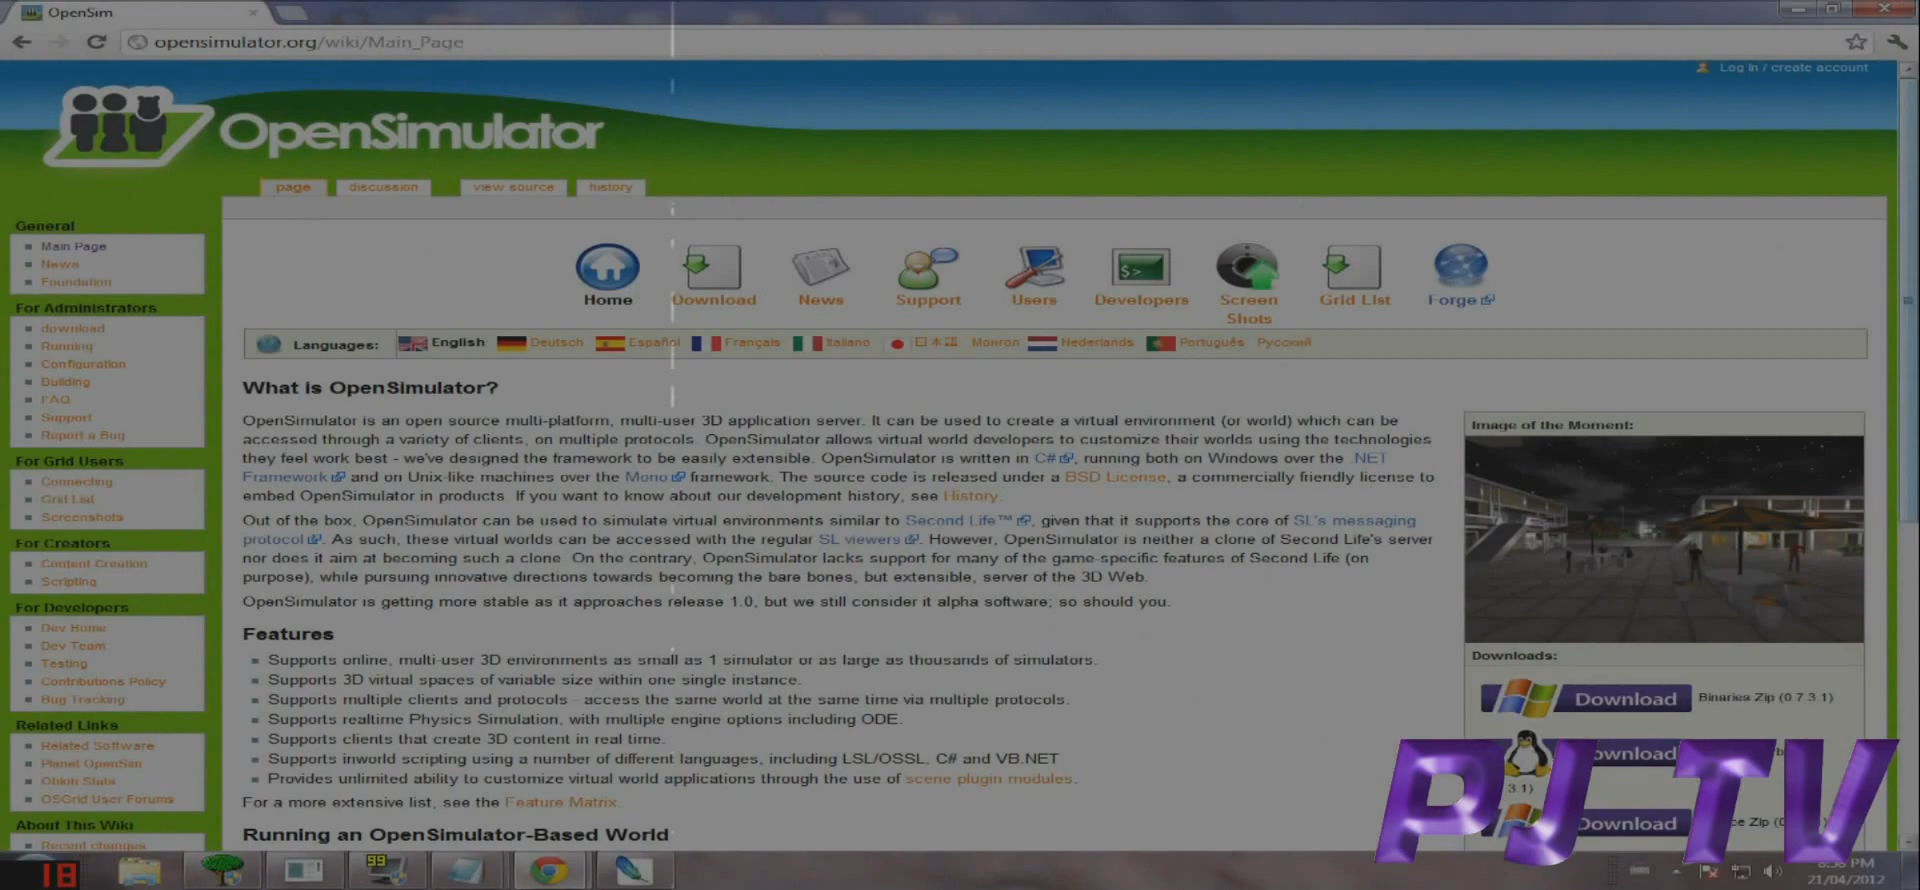 OpenSim
opensimulator.org/wiki/Main_Page
Log in / create account
OpenSimulator
page discussion view source history
General
Main Page
News
Foundation
For Administrators
download
Running
Configuration
Building
FAQ
Support
Report a Bug
For Grid Users
Connecting
Grid List
Screenshots
For Creators
Content Creation
Scripting
For Developers
Dev Home
Dev Team
Testing
Contributions Policy
Bug Tracking
Related Links
Related Software
Planet OpenSim
Ohloh Stats
OSGrid User Forums
About This Wiki
Recent changes
Home Download News Support Users Developers Screen Shots Grid List Forge
Languages: English Deutsch Español Français Italiano 日本語 Монгол Nederlands Português Русский
What is OpenSimulator?
OpenSimulator is an open source multi-platform, multi-user 3D application server. It can be used to create a virtual environment (or world) which can be
accessed through a variety of clients, on multiple protocols. OpenSimulator allows virtual world developers to customize their worlds using the technologies
they feel work best - we've designed the framework to be easily extensible. OpenSimulator is written in C#, running both on Windows over the .NET
Framework and on Unix-like machines over the Mono framework. The source code is released under a BSD License, a commercially friendly license to
embed OpenSimulator in products. If you want to know about our development history, see History.
Out of the box, OpenSimulator can be used to simulate virtual environments similar to Second Life™, given that it supports the core of SL's messaging
protocol. As such, these virtual worlds can be accessed with the regular SL viewers. However, OpenSimulator is neither a clone of Second Life's server
nor does it aim at becoming such a clone. On the contrary, OpenSimulator lacks support for many of the game-specific features of Second Life (on
purpose), while pursuing innovative directions towards becoming the bare bones, but extensible, server of the 3D Web.
OpenSimulator is getting more stable as it approaches release 1.0, but we still consider it alpha software; so should you.
Features
Supports online, multi-user 3D environments as small as 1 simulator or as large as thousands of simulators.
Supports 3D virtual spaces of variable size within one single instance.
Supports multiple clients and protocols - access the same world at the same time via multiple protocols.
Supports realtime Physics Simulation, with multiple engine options including ODE.
Supports clients that create 3D content in real time.
Supports inworld scripting using a number of different languages, including LSL/OSSL, C# and VB.NET
Provides unlimited ability to customize virtual world applications through the use of scene plugin modules.
For a more extensive list, see the Feature Matrix.
Running an OpenSimulator-Based World
Image of the Moment:
Downloads:
Download Binaries Zip (0.7.3.1)
ownload
3.1)
Download
PJ TV
18
99
PM
21/04/2012